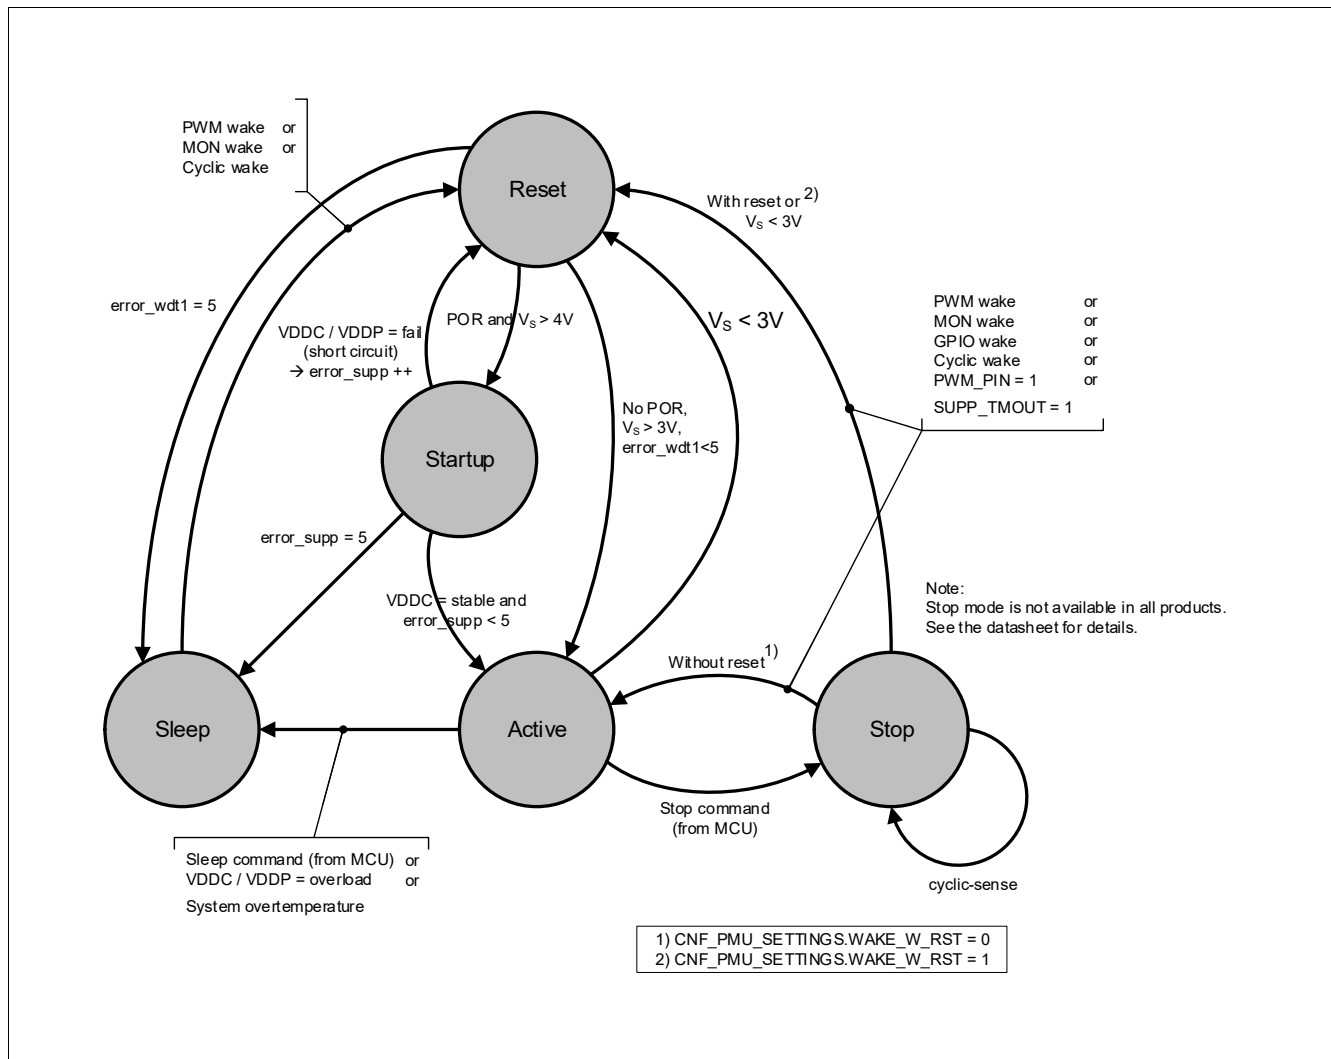 PWM wake or
MON wake or
Cyclic wake
Reset
With reset or 2)
VS < 3V
error_wdt1 = 5
VDDC / VDDP = fail
(short circuit)
→ error_supp ++
POR and VS > 4V
VS < 3V
PWM wake or
MON wake or
GPIO wake or
Cyclic wake or
PWM_PIN = 1 or
SUPP_TMOUT = 1
No POR,
VS > 3V,
error_wdt1<5
Startup
error_supp = 5
VDDC = stable and
error_supp < 5
Note:
Stop mode is not available in all products.
See the datasheet for details.
Without reset1)
Sleep
Active
Stop
Stop command
(from MCU)
Sleep command (from MCU) or
VDDC / VDDP = overload or
System overtemperature
cyclic-sense
1) CNF_PMU_SETTINGS.WAKE_W_RST = 0
2) CNF_PMU_SETTINGS.WAKE_W_RST = 1